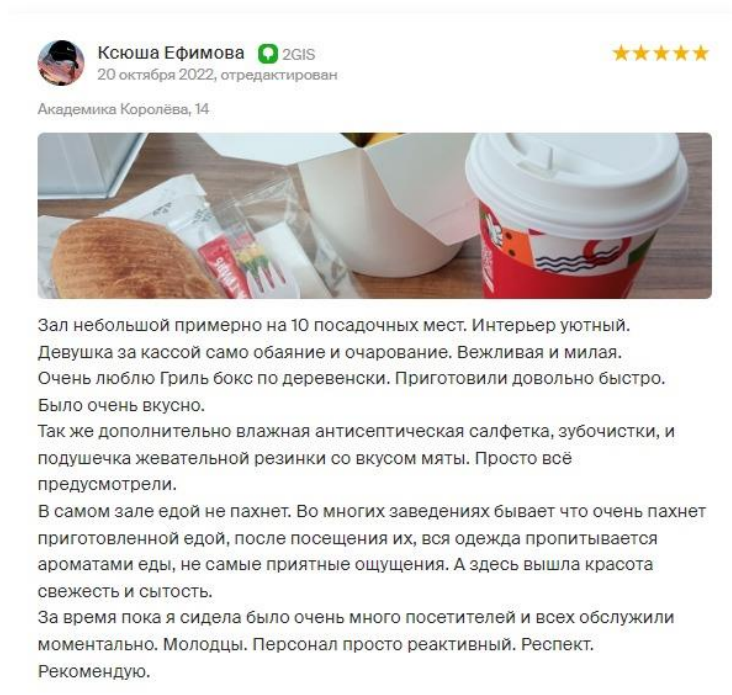 Ксюша Ефимова 2GIS
20 октября 2022, отредактирован
Академика Королёва, 14
Зал небольшой примерно на 10 посадочных мест. Интерьер уютный.
Девушка за кассой само обаяние и очарование. Вежливая и милая.
Очень люблю Гриль бокс по деревенски. Приготовили довольно быстро.
Было очень вкусно.
Так же дополнительно влажная антисептическая салфетка, зубочистки, и
подушечка жевательной резинки со вкусом мяты. Просто всё
предусмотрели.
В самом зале едой не пахнет. Во многих заведениях бывает что очень пахнет
приготовленной едой, после посещения их, вся одежда пропитывается
ароматами еды, не самые приятные ощущения. А здесь вышла красота
свежесть и сытость.
За время пока я сидела было очень много посетителей и всех обслужили
моментально. Молодцы. Персонал просто реактивный. Респект.
Рекомендую.